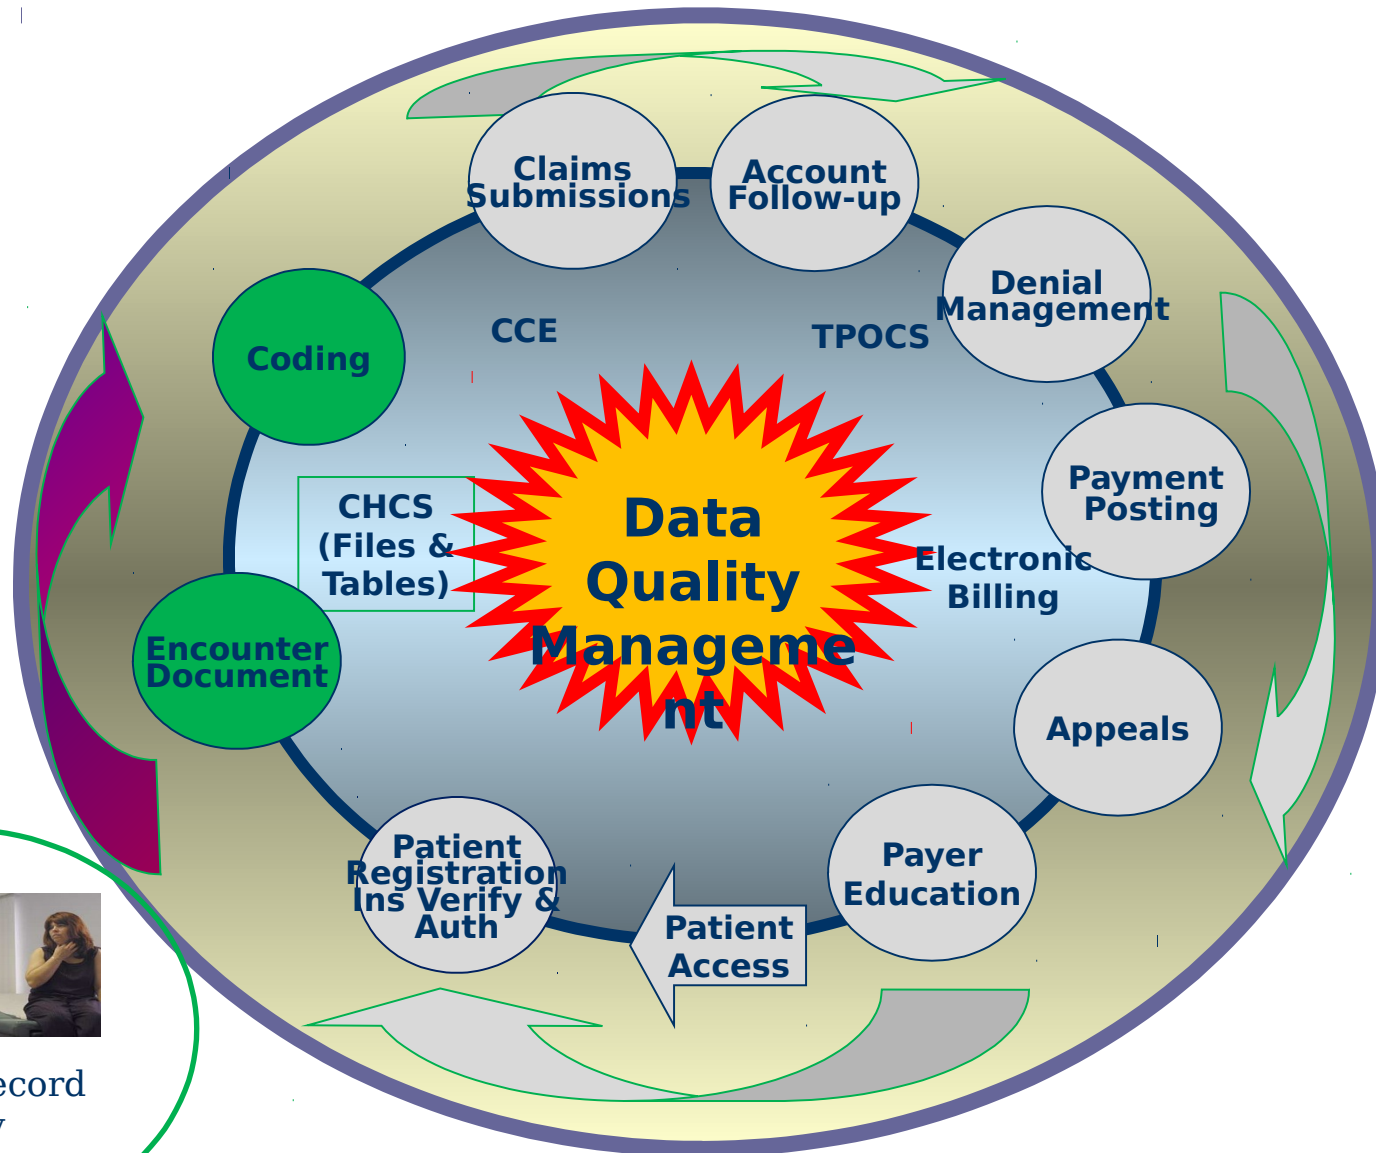 Claims
Submissions
Account
Follow-up
Denial
Management
CCE
TPOCS
Coding
Payment
Posting
CHCS
(Files &
Tables)
Data
Quality
Manageme
nt
Electronic
Billing
Encounter
Document
Appeals
Patient
Registration
Ins Verify &
Auth
Payer
Education
Patient
Access
ecord